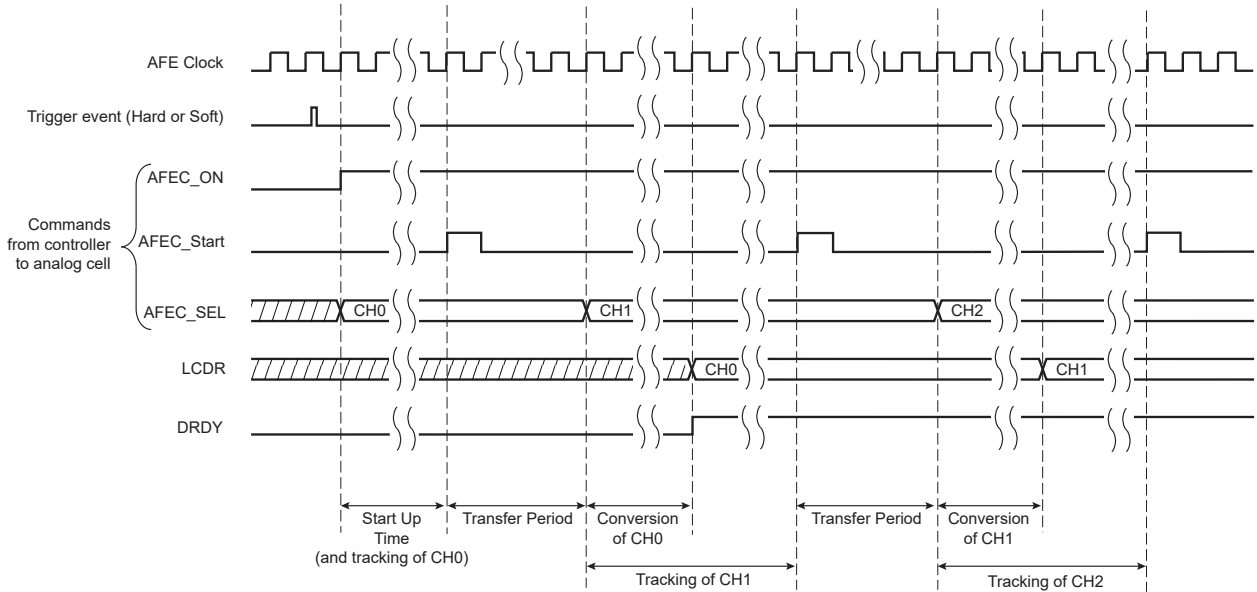 AFE Clock
Trigger event (Hard or Soft)
AFEC_ON
Commands
from controller
to analog cell
AFEC_Start
AFEC_SEL
CH0
CH1
CH2
LCDR
CH0
CH1
DRDY
Start Up
Time
(and tracking of CH0)
Transfer Period
Conversion
of CH0
Transfer Period
Conversion
of CH1
Tracking of CH1
Tracking of CH2